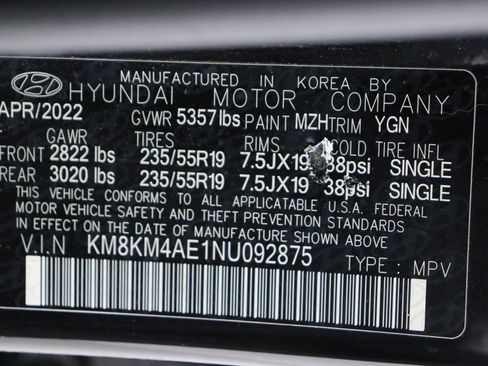 MANUFACTURED IN KOREA BY
HYUNDAI MOTOR COMPANY
APR/2022 GVWR 5357 lbs PAINT MZH TRIM YGN
GAWR TIRES RIMS COLD TIRE INFL
FRONT 2822 lbs 235/55R19 7.5JX19 38psi SINGLE
REAR 3020 lbs 235/55R19 7.5JX19 38psi SINGLE
THIS VEHICLE CONFORMS TO ALL APPLICABLE U.S.A. FEDERAL
MOTOR VEHICLE SAFETY AND THEFT PREVENTION STANDARDS
IN EFFECT ON THE DATE OF MANUFACTURE SHOWN ABOVE.
V.I.N KM8KM4AE1NU092875 TYPE: MPV